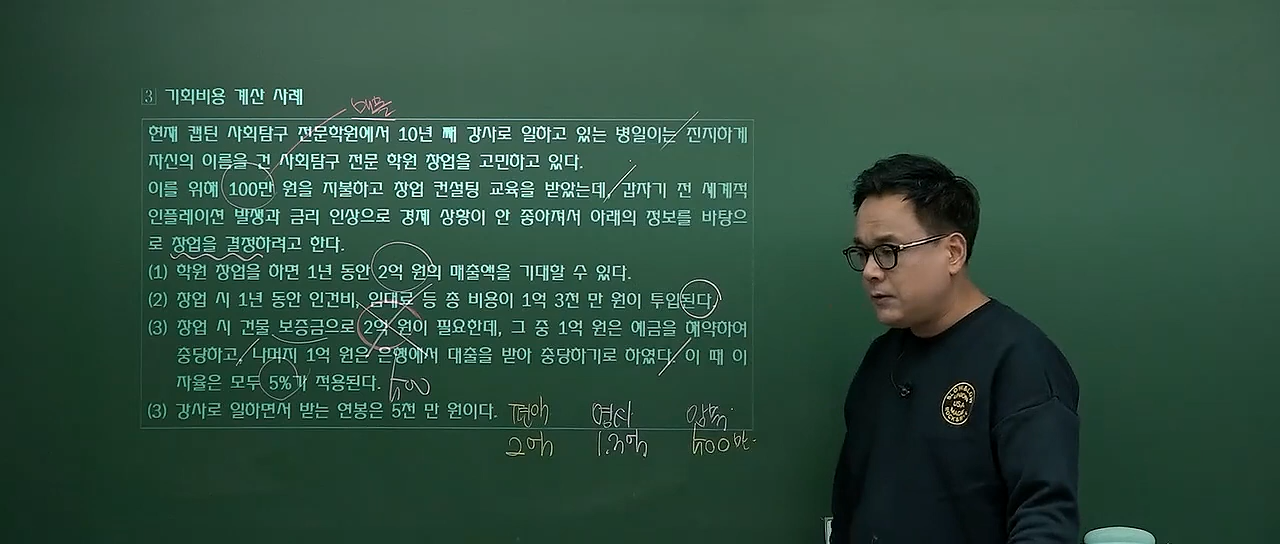 3 기회비용 계산 사례
매몰
현재 캡틴 사회탐구 전문학원에서 10년 째 강사로 일하고 있는 병일이는 진지하게
자신의 이름을 건 사회탐구 전문 학원 창업을 고민하고 있다.
이를 위해 100만 원을 지불하고 창업 컨설팅 교육을 받았는데, 갑자기 전 세계적
인플레이션 발생과 금리 인상으로 경제 상황이 안 좋아져서 아래의 정보를 바탕으
로 창업을 결정하려고 한다.
(1) 학원 창업을 하면 1년 동안 2억 원의 매출액을 기대할 수 있다.
(2) 창업 시 1년 동안 인건비, 임대료 등 총 비용이 1억 3천 만 원이 투입된다.
(3) 창업 시 건물 보증금으로 2억 원이 필요한데, 그 중 1억 원은 예금을 해약하여
충당하고, 나머지 1억 원은 은행에서 대출을 받아 충당하기로 하였다. 이 때 이
자율은 모두 5%가 적용된다. 500
(3) 강사로 일하면서 받는 연봉은 5천 만 원이다. 편익 명시 암묵
2억 1.3억 500만